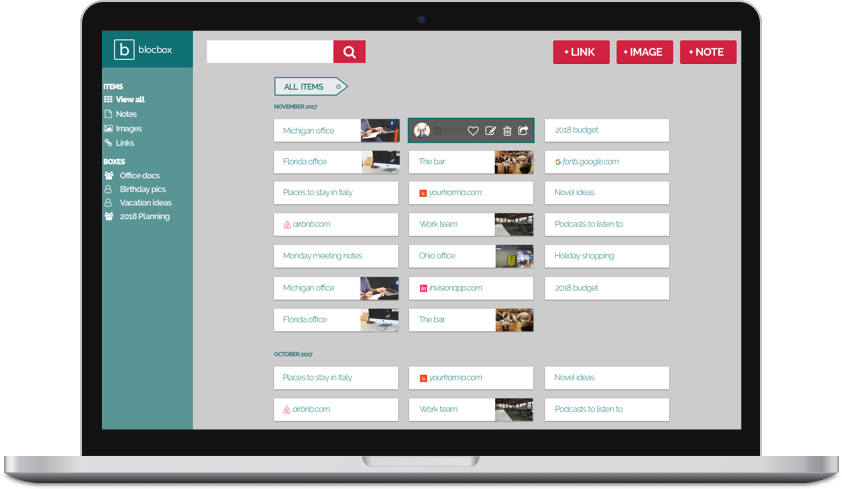 b blocbox
+ LINK
+ IMAGE
+ NOTE
ITEMS
View all
Notes
Images
Links
BOXES
Office docs
Birthday pics
Vacation ideas
2018 Planning
ALL ITEMS
NOVEMBER 2017
Michigan office
2018 budget
Florida office
The bar
fonts.google.com
Places to stay in Italy
yourkarma.com
Novel ideas
airbnb.com
Work team
Podcasts to listen to
Monday meeting notes
Ohio office
Holiday shopping
Michigan office
invisionapp.com
2018 budget
Florida office
The bar
OCTOBER 2017
Places to stay in Italy
yourkarma.com
Novel ideas
airbnb.com
Work team
Podcasts to listen to